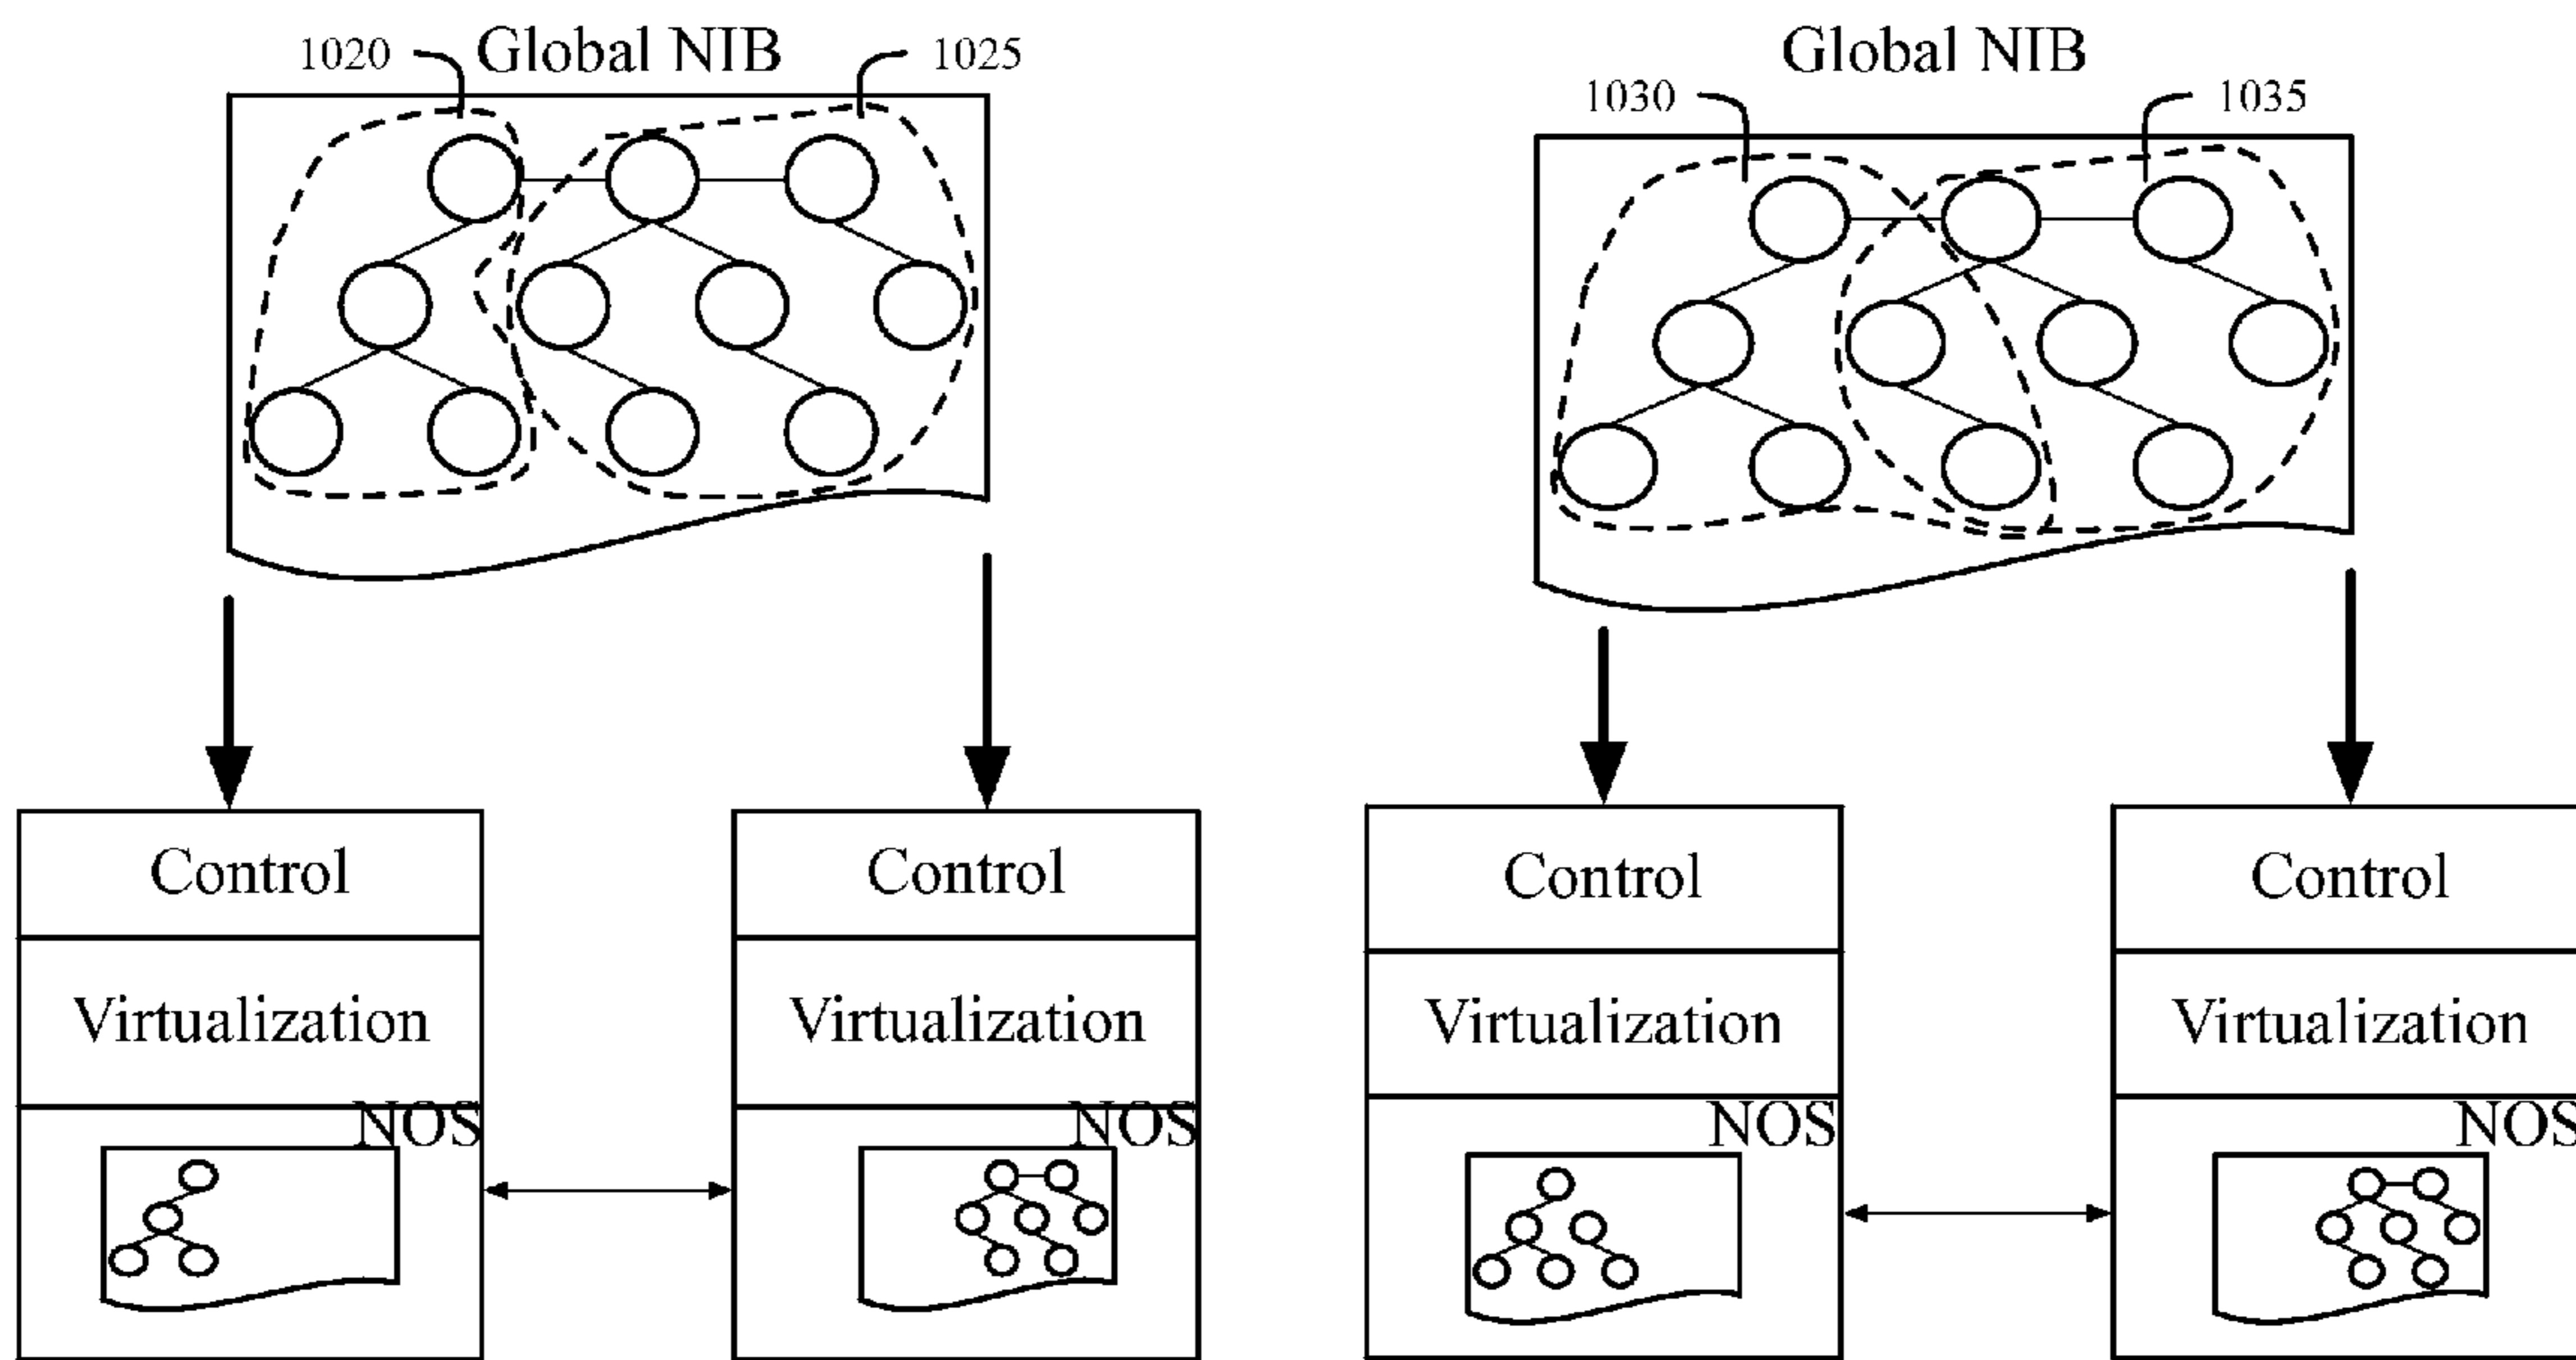 1020 Global NIB 1025
Control
Virtualization
NOS
Control
Virtualization
NOS
Global NIB
1030 1035
Control
Virtualization
NOS
Control
Virtualization
NOS